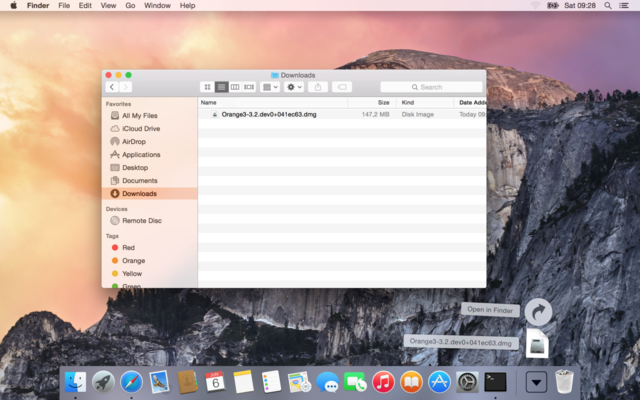 Finder File Edit View Go Window Help Sat 09:28
Downloads
Search
Favorites
All My Files
iCloud Drive
AirDrop
Applications
Desktop
Documents
Downloads
Devices
Remote Disc
Tags
Red
Orange
Yellow
Green
Name Size Kind Date Adde
Orange3-3.2.dev0+041ec63.dmg 147,2 MB Disk Image Today 09
Open in Finder
Orange3-3.2.dev0+041ec63.dmg
6